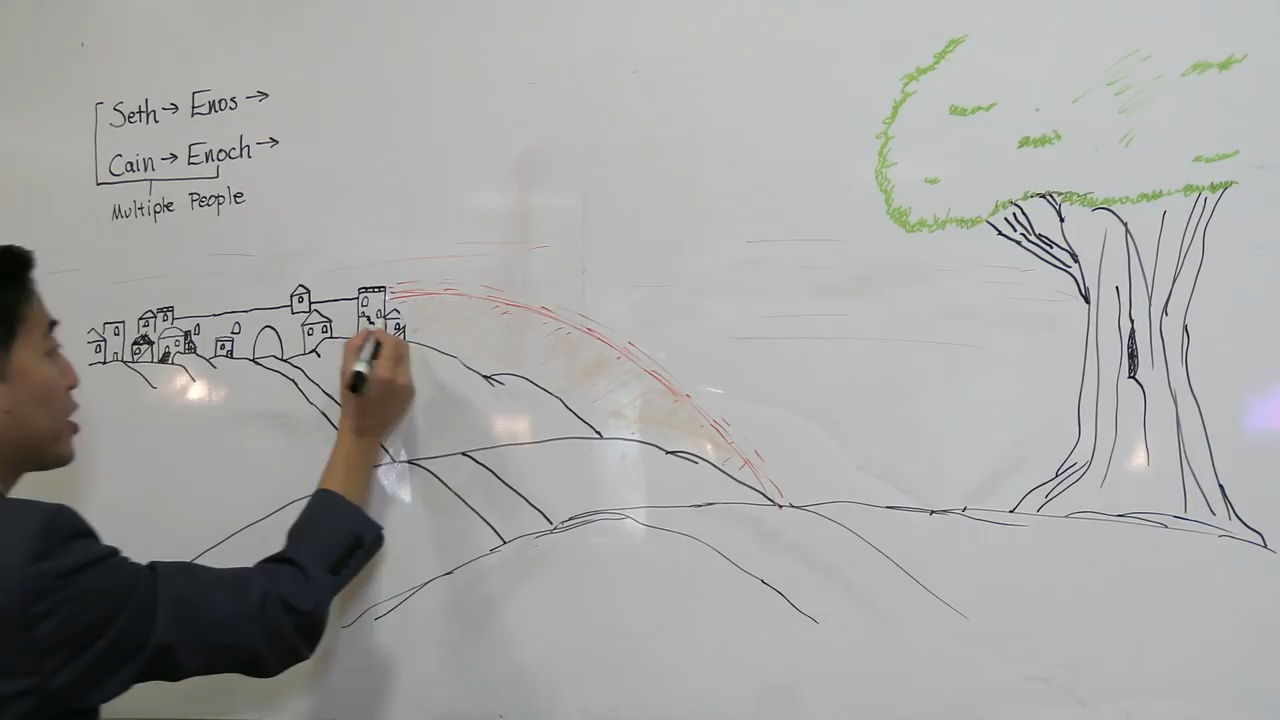 Seth → Enos →
Cain → Enoch →
Multiple People